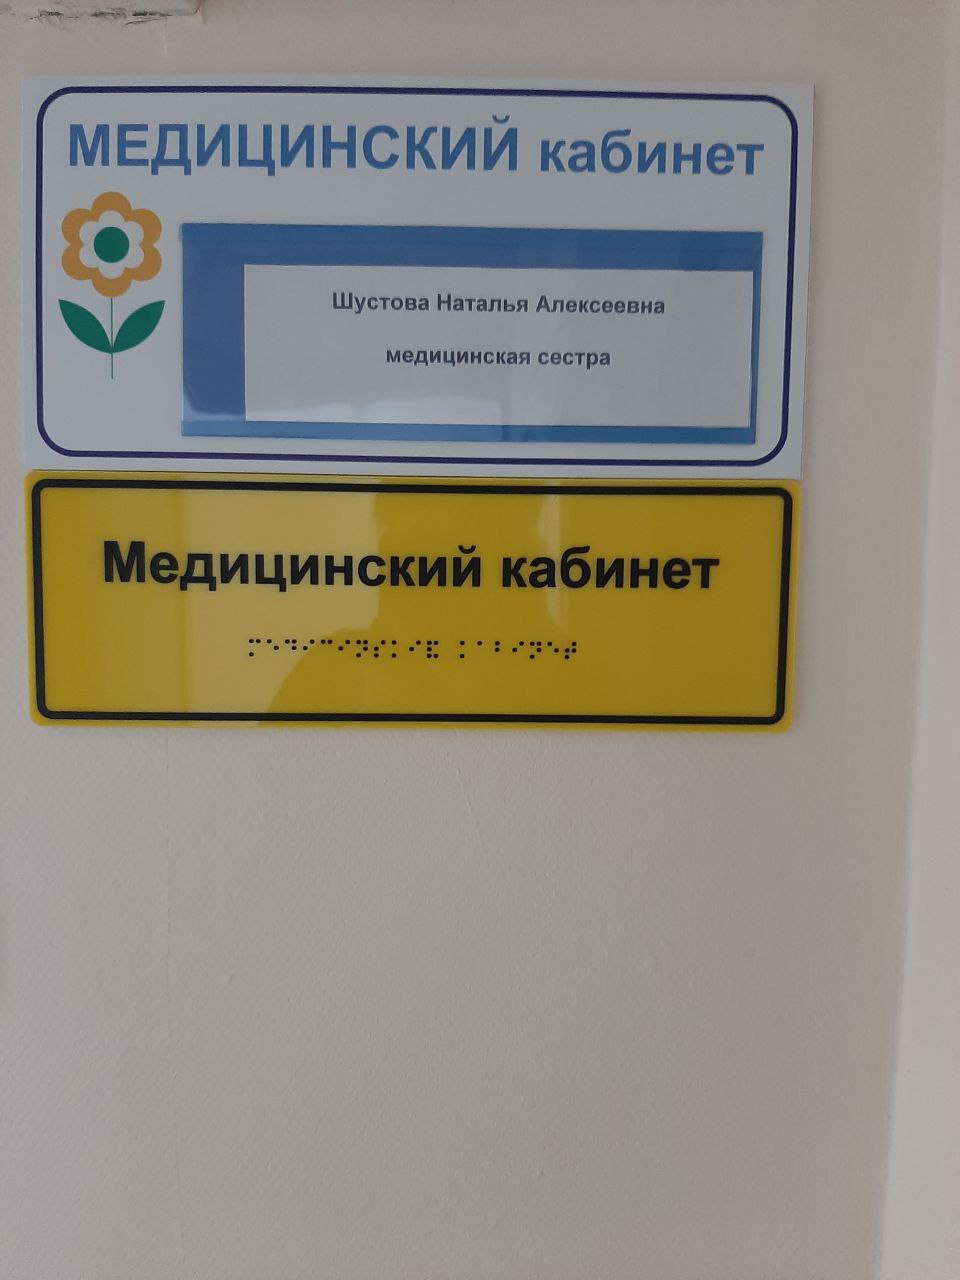 МЕДИЦИНСКИЙ кабинет
Шустова Наталья Алексеевна
медицинская сестра
Медицинский кабинет
⠍⠑⠙⠊⠉⠊⠝⠎⠅⠊⠯ ⠅⠁⠃⠊⠝⠑⠞